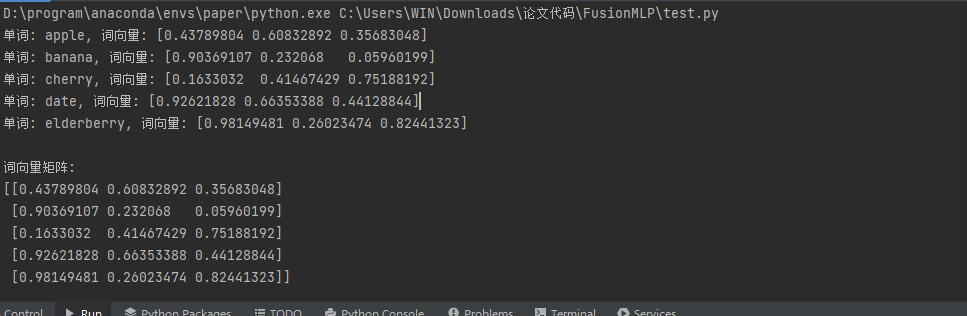 D:\program\anaconda\envs\paper\python.exe C:\Users\WIN\Downloads\论文代码\FusionMLP\test.py
单词: apple, 词向量: [0.43789804 0.60832892 0.35683048]
单词: banana, 词向量: [0.90369107 0.232068   0.05960199]
单词: cherry, 词向量: [0.1633032  0.41467429 0.75188192]
单词: date, 词向量: [0.92621828 0.66353388 0.44128844]
单词: elderberry, 词向量: [0.98149481 0.26023474 0.82441323]
词向量矩阵:
[[0.43789804 0.60832892 0.35683048]
 [0.90369107 0.232068   0.05960199]
 [0.1633032  0.41467429 0.75188192]
 [0.92621828 0.66353388 0.44128844]
 [0.98149481 0.26023474 0.82441323]]
Control Run Python Packages TODO Python Console Problems Terminal Services